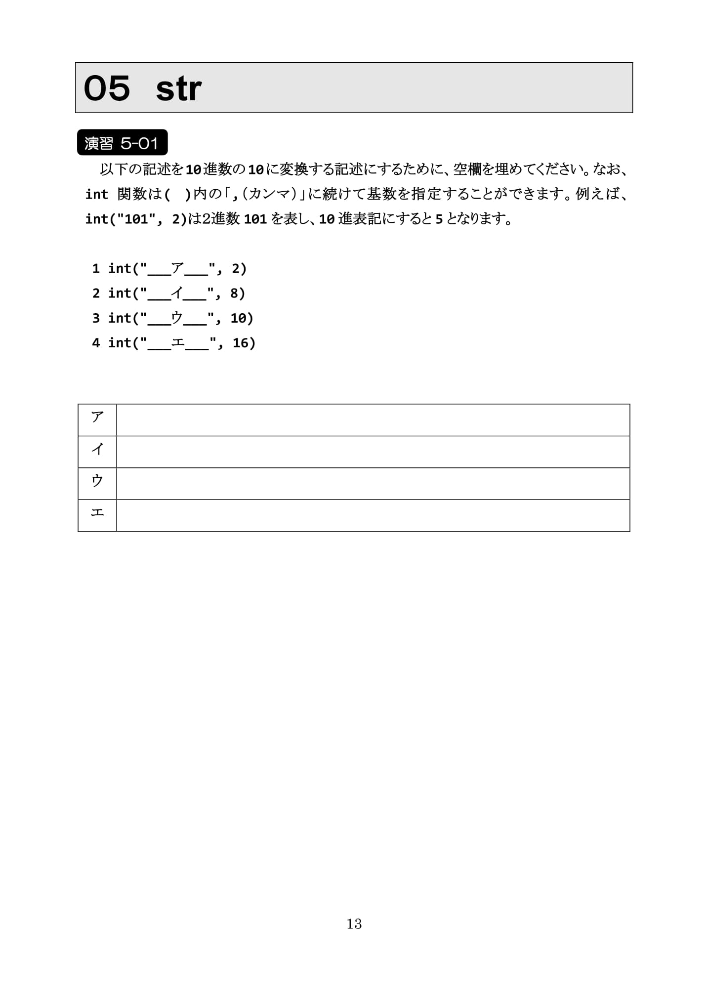 05 str
演習 5-01
以下の記述を10進数の10に変換する記述にするために、空欄を埋めてください。なお、
int 関数は( )内の「,（カンマ）」に続けて基数を指定することができます。例えば、
int("101", 2)は２進数 101 を表し、10 進表記にすると 5 となります。
1 int("___ア___", 2)
2 int("___イ___", 8)
3 int("___ウ___", 10)
4 int("___エ___", 16)
ア
イ
ウ
エ
13